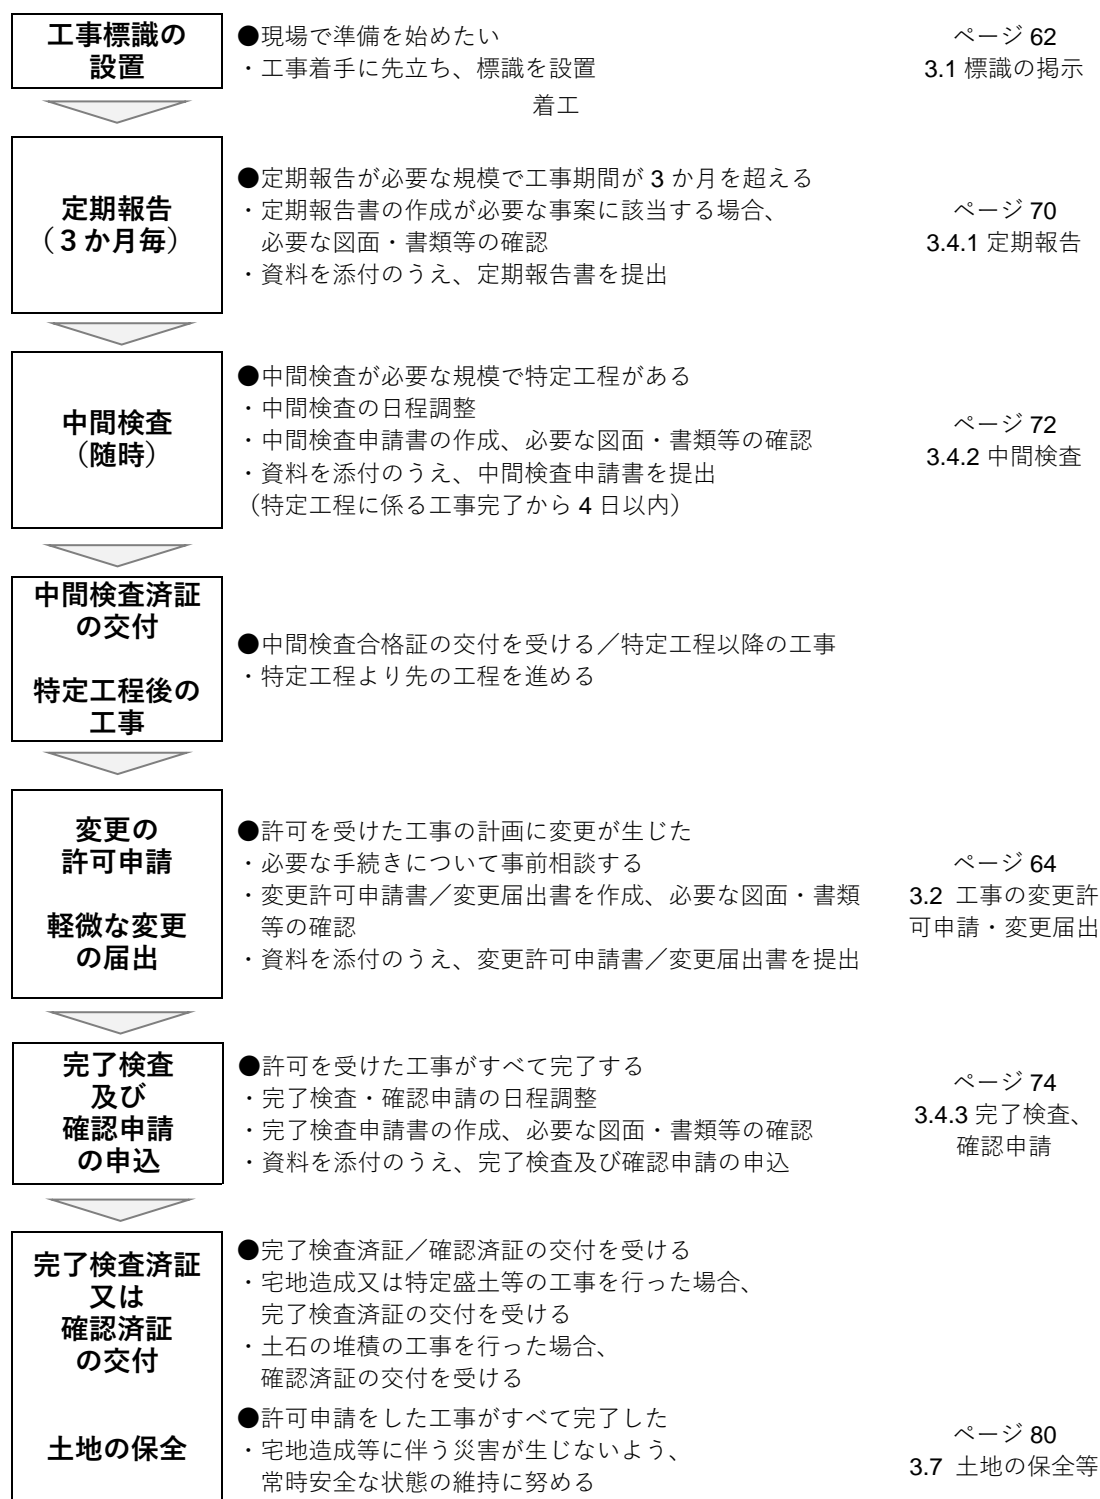 工事標識の
設置
●現場で準備を始めたい
・工事着手に先立ち、標識を設置
ページ 62
3.1 標識の掲示
着工
定期報告
（３か月毎）
●定期報告が必要な規模で工事期間が 3 か月を超える
・定期報告書の作成が必要な事案に該当する場合、
必要な図面・書類等の確認
・資料を添付のうえ、定期報告書を提出
ページ 70
3.4.1 定期報告
中間検査
（随時）
●中間検査が必要な規模で特定工程がある
・中間検査の日程調整
・中間検査申請書の作成、必要な図面・書類等の確認
・資料を添付のうえ、中間検査申請書を提出
（特定工程に係る工事完了から 4 日以内）
ページ 72
3.4.2 中間検査
中間検査済証
の交付
特定工程後の
工事
●中間検査合格証の交付を受ける／特定工程以降の工事
・特定工程より先の工程を進める
変更の
許可申請
軽微な変更
の届出
●許可を受けた工事の計画に変更が生じた
・必要な手続きについて事前相談する
・変更許可申請書／変更届出書を作成、必要な図面・書類
等の確認
・資料を添付のうえ、変更許可申請書／変更届出書を提出
ページ 64
3.2 工事の変更許
可申請・変更届出
完了検査
及び
確認申請
の申込
●許可を受けた工事がすべて完了する
・完了検査・確認申請の日程調整
・完了検査申請書の作成、必要な図面・書類等の確認
・資料を添付のうえ、完了検査及び確認申請の申込
ページ 74
3.4.3 完了検査、
確認申請
完了検査済証
又は
確認済証
の交付
●完了検査済証／確認済証の交付を受ける
・宅地造成又は特定盛土等の工事を行った場合、
完了検査済証の交付を受ける
・土石の堆積の工事を行った場合、
確認済証の交付を受ける
土地の保全
●許可申請をした工事がすべて完了した
・宅地造成等に伴う災害が生じないよう、
常時安全な状態の維持に努める
ページ 80
3.7 土地の保全等